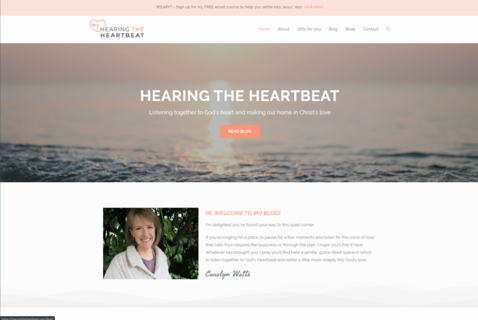 WEARY? – Sign up for my FREE email course to help you settle into Jesus' rest. Click here!
HEARING THE
HEARTBEAT
Home About Gifts for you Blog Book Contact
HEARING THE HEARTBEAT
Listening together to God's heart and making our home in Christ's love
READ BLOG
HI, WELCOME TO MY BLOG!
I'm delighted you've found your way to this quiet corner.
If you're longing for a place to pause for a few moments and listen for the voice of love
that calls from beyond the busyness or through the pain, I hope you'll find it here.
Whatever has brought you, I pray you'll find here a gentle, grace-filled space in which
to listen together to God's heartbeat and settle a little more deeply into God's love.
Carolyn Watts